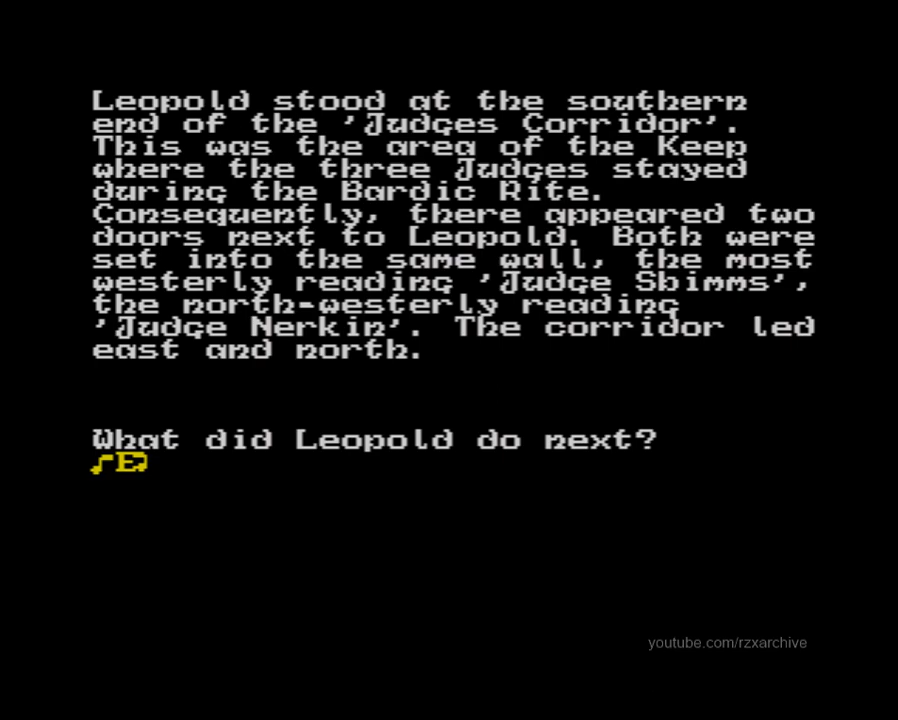 Leopold stood at the southern
end of the 'Judges Corridor'.
This was the area of the Keep
where the three Judges stayed
during the Bardic Rite.
Consequently, there appeared two
doors next to Leopold. Both were
set into the same wall, the most
westerly reading 'Judge Sbimms',
the north-westerly reading
'Judge Nerkin'. The corridor led
east and north.
What did Leopold do next?
♪E
youtube.com/rzxarchive